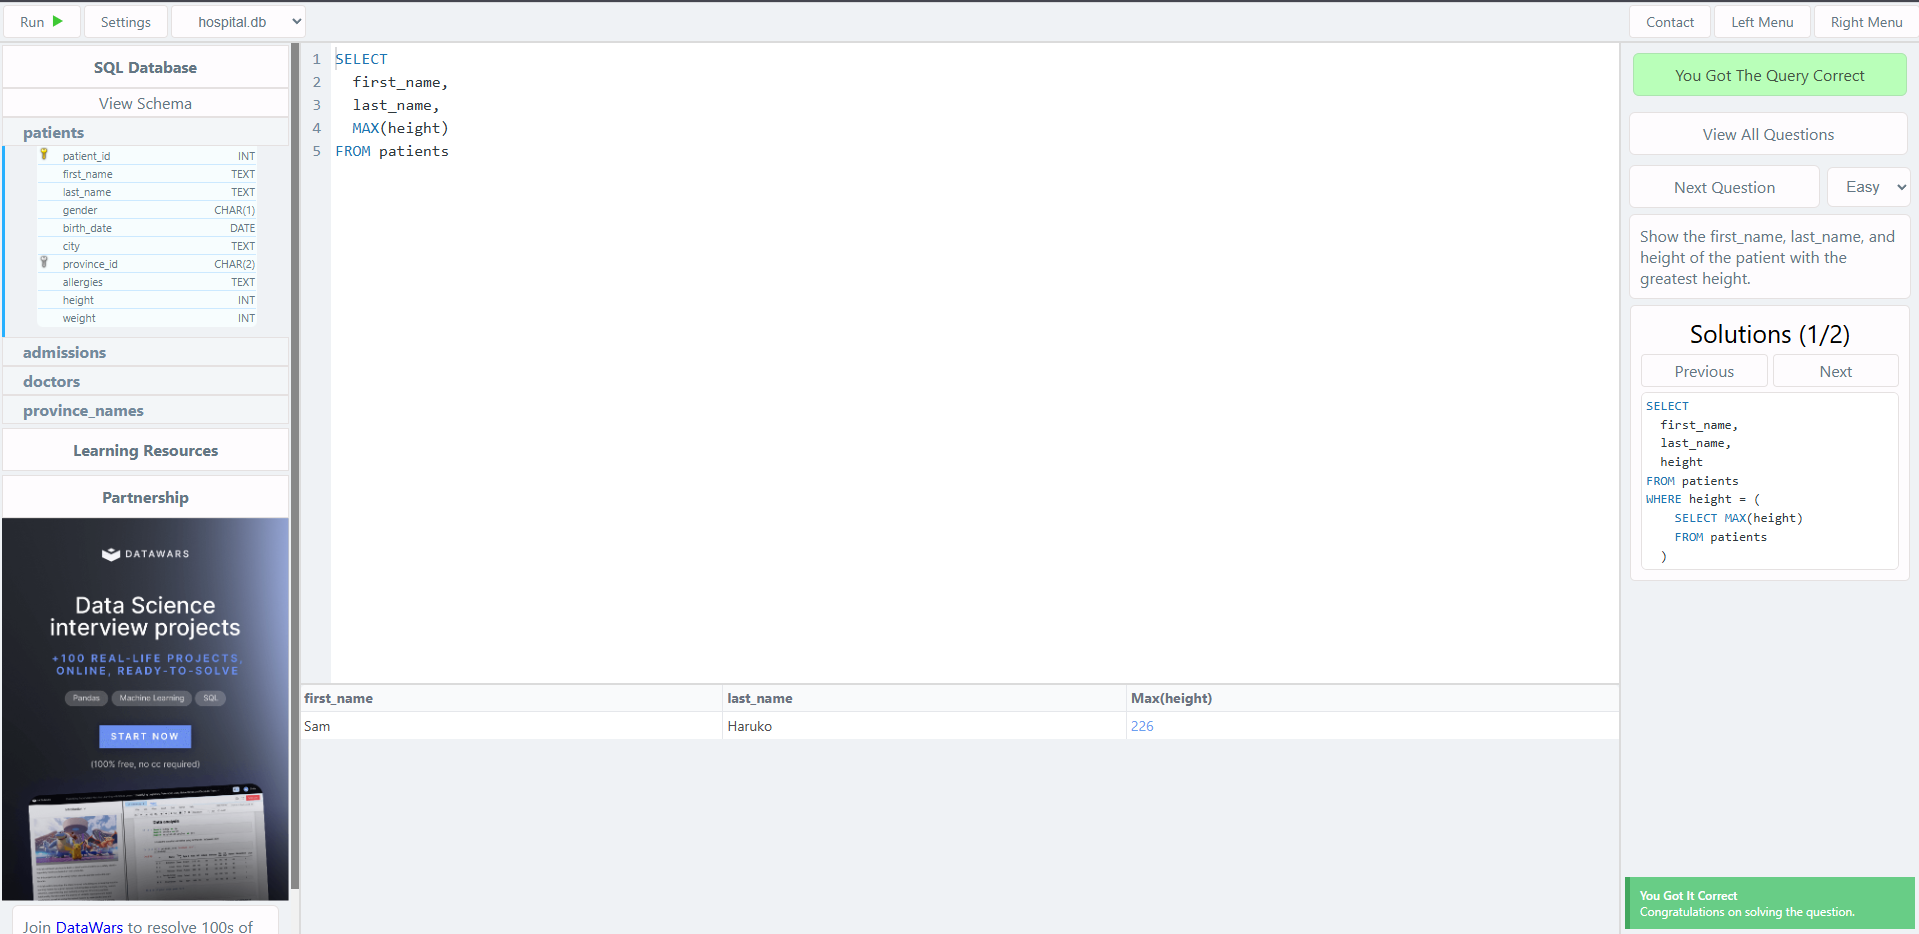 Run
Settings
hospital.db
Contact
Left Menu
Right Menu
SQL Database
View Schema
patients
patient_id INT
first_name TEXT
last_name TEXT
gender CHAR(1)
birth_date DATE
city TEXT
province_id CHAR(2)
allergies TEXT
height INT
weight INT
admissions
doctors
province_names
Learning Resources
Partnership
DATAWARS
Data Science
interview projects
+100 REAL-LIFE PROJECTS,
ONLINE, READY-TO-SOLVE
Pandas Machine Learning SQL
START NOW
(100% free, no cc required)
Join DataWars to resolve 100s of
1 SELECT
2 first_name,
3 last_name,
4 MAX(height)
5 FROM patients
first_name last_name Max(height)
Sam Haruko 226
You Got The Query Correct
View All Questions
Next Question
Easy
Show the first_name, last_name, and
height of the patient with the
greatest height.
Solutions (1/2)
Previous
Next
SELECT
first_name,
last_name,
height
FROM patients
WHERE height = (
SELECT MAX(height)
FROM patients
)
You Got It Correct
Congratulations on solving the question.